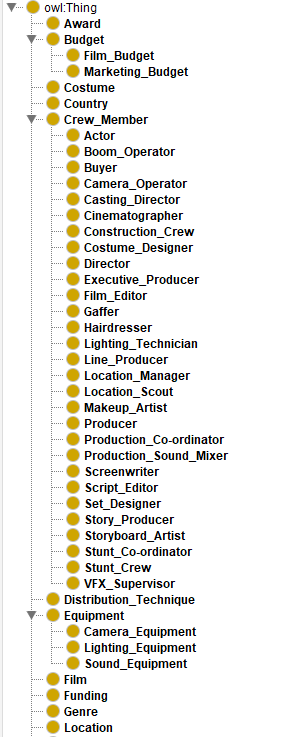 owl:Thing
Award
Budget
Film_Budget
Marketing_Budget
Costume
Country
Crew_Member
Actor
Boom_Operator
Buyer
Camera_Operator
Casting_Director
Cinematographer
Construction_Crew
Costume_Designer
Director
Executive_Producer
Film_Editor
Gaffer
Hairdresser
Lighting_Technician
Line_Producer
Location_Manager
Location_Scout
Makeup_Artist
Producer
Production_Co-ordinator
Production_Sound_Mixer
Screenwriter
Script_Editor
Set_Designer
Story_Producer
Storyboard_Artist
Stunt_Co-ordinator
Stunt_Crew
VFX_Supervisor
Distribution_Technique
Equipment
Camera_Equipment
Lighting_Equipment
Sound_Equipment
Film
Funding
Genre
Location